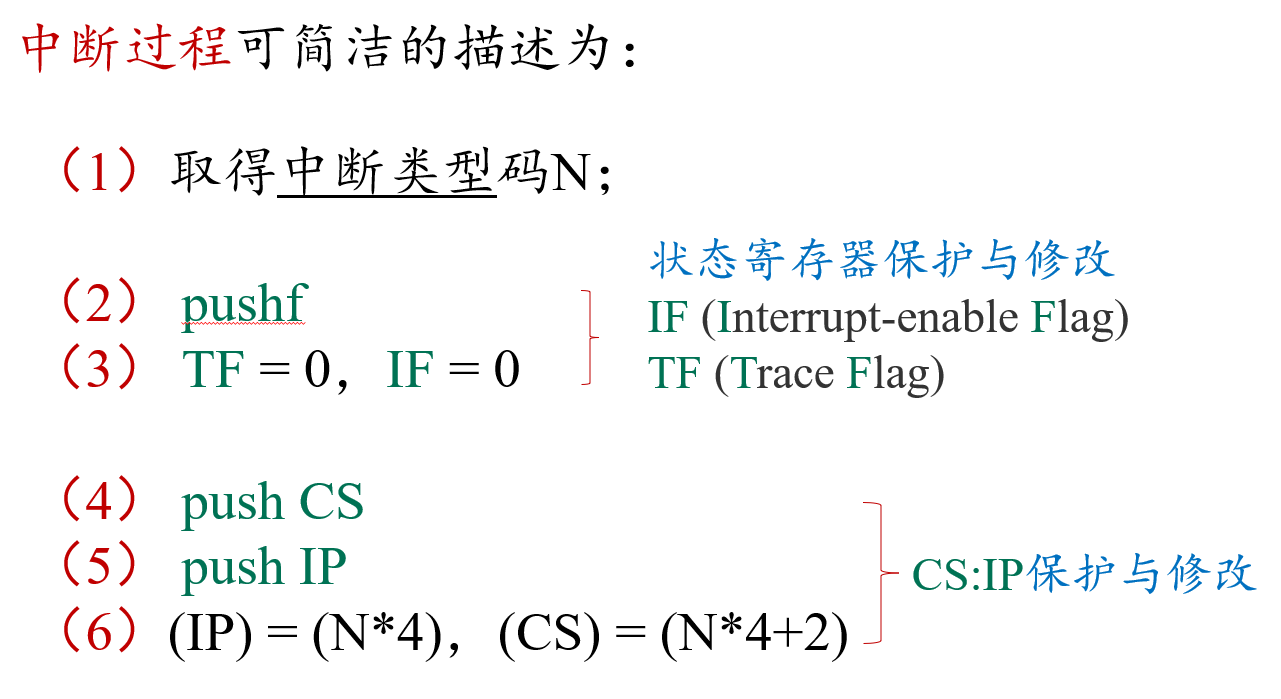 中断过程可简洁的描述为：
（1）取得中断类型码N；
（2） pushf
（3） TF = 0，IF = 0
状态寄存器保护与修改
IF (Interrupt-enable Flag)
TF (Trace Flag)
（4） push CS
（5） push IP
（6）(IP) = (N*4)，(CS) = (N*4+2)
CS:IP保护与修改